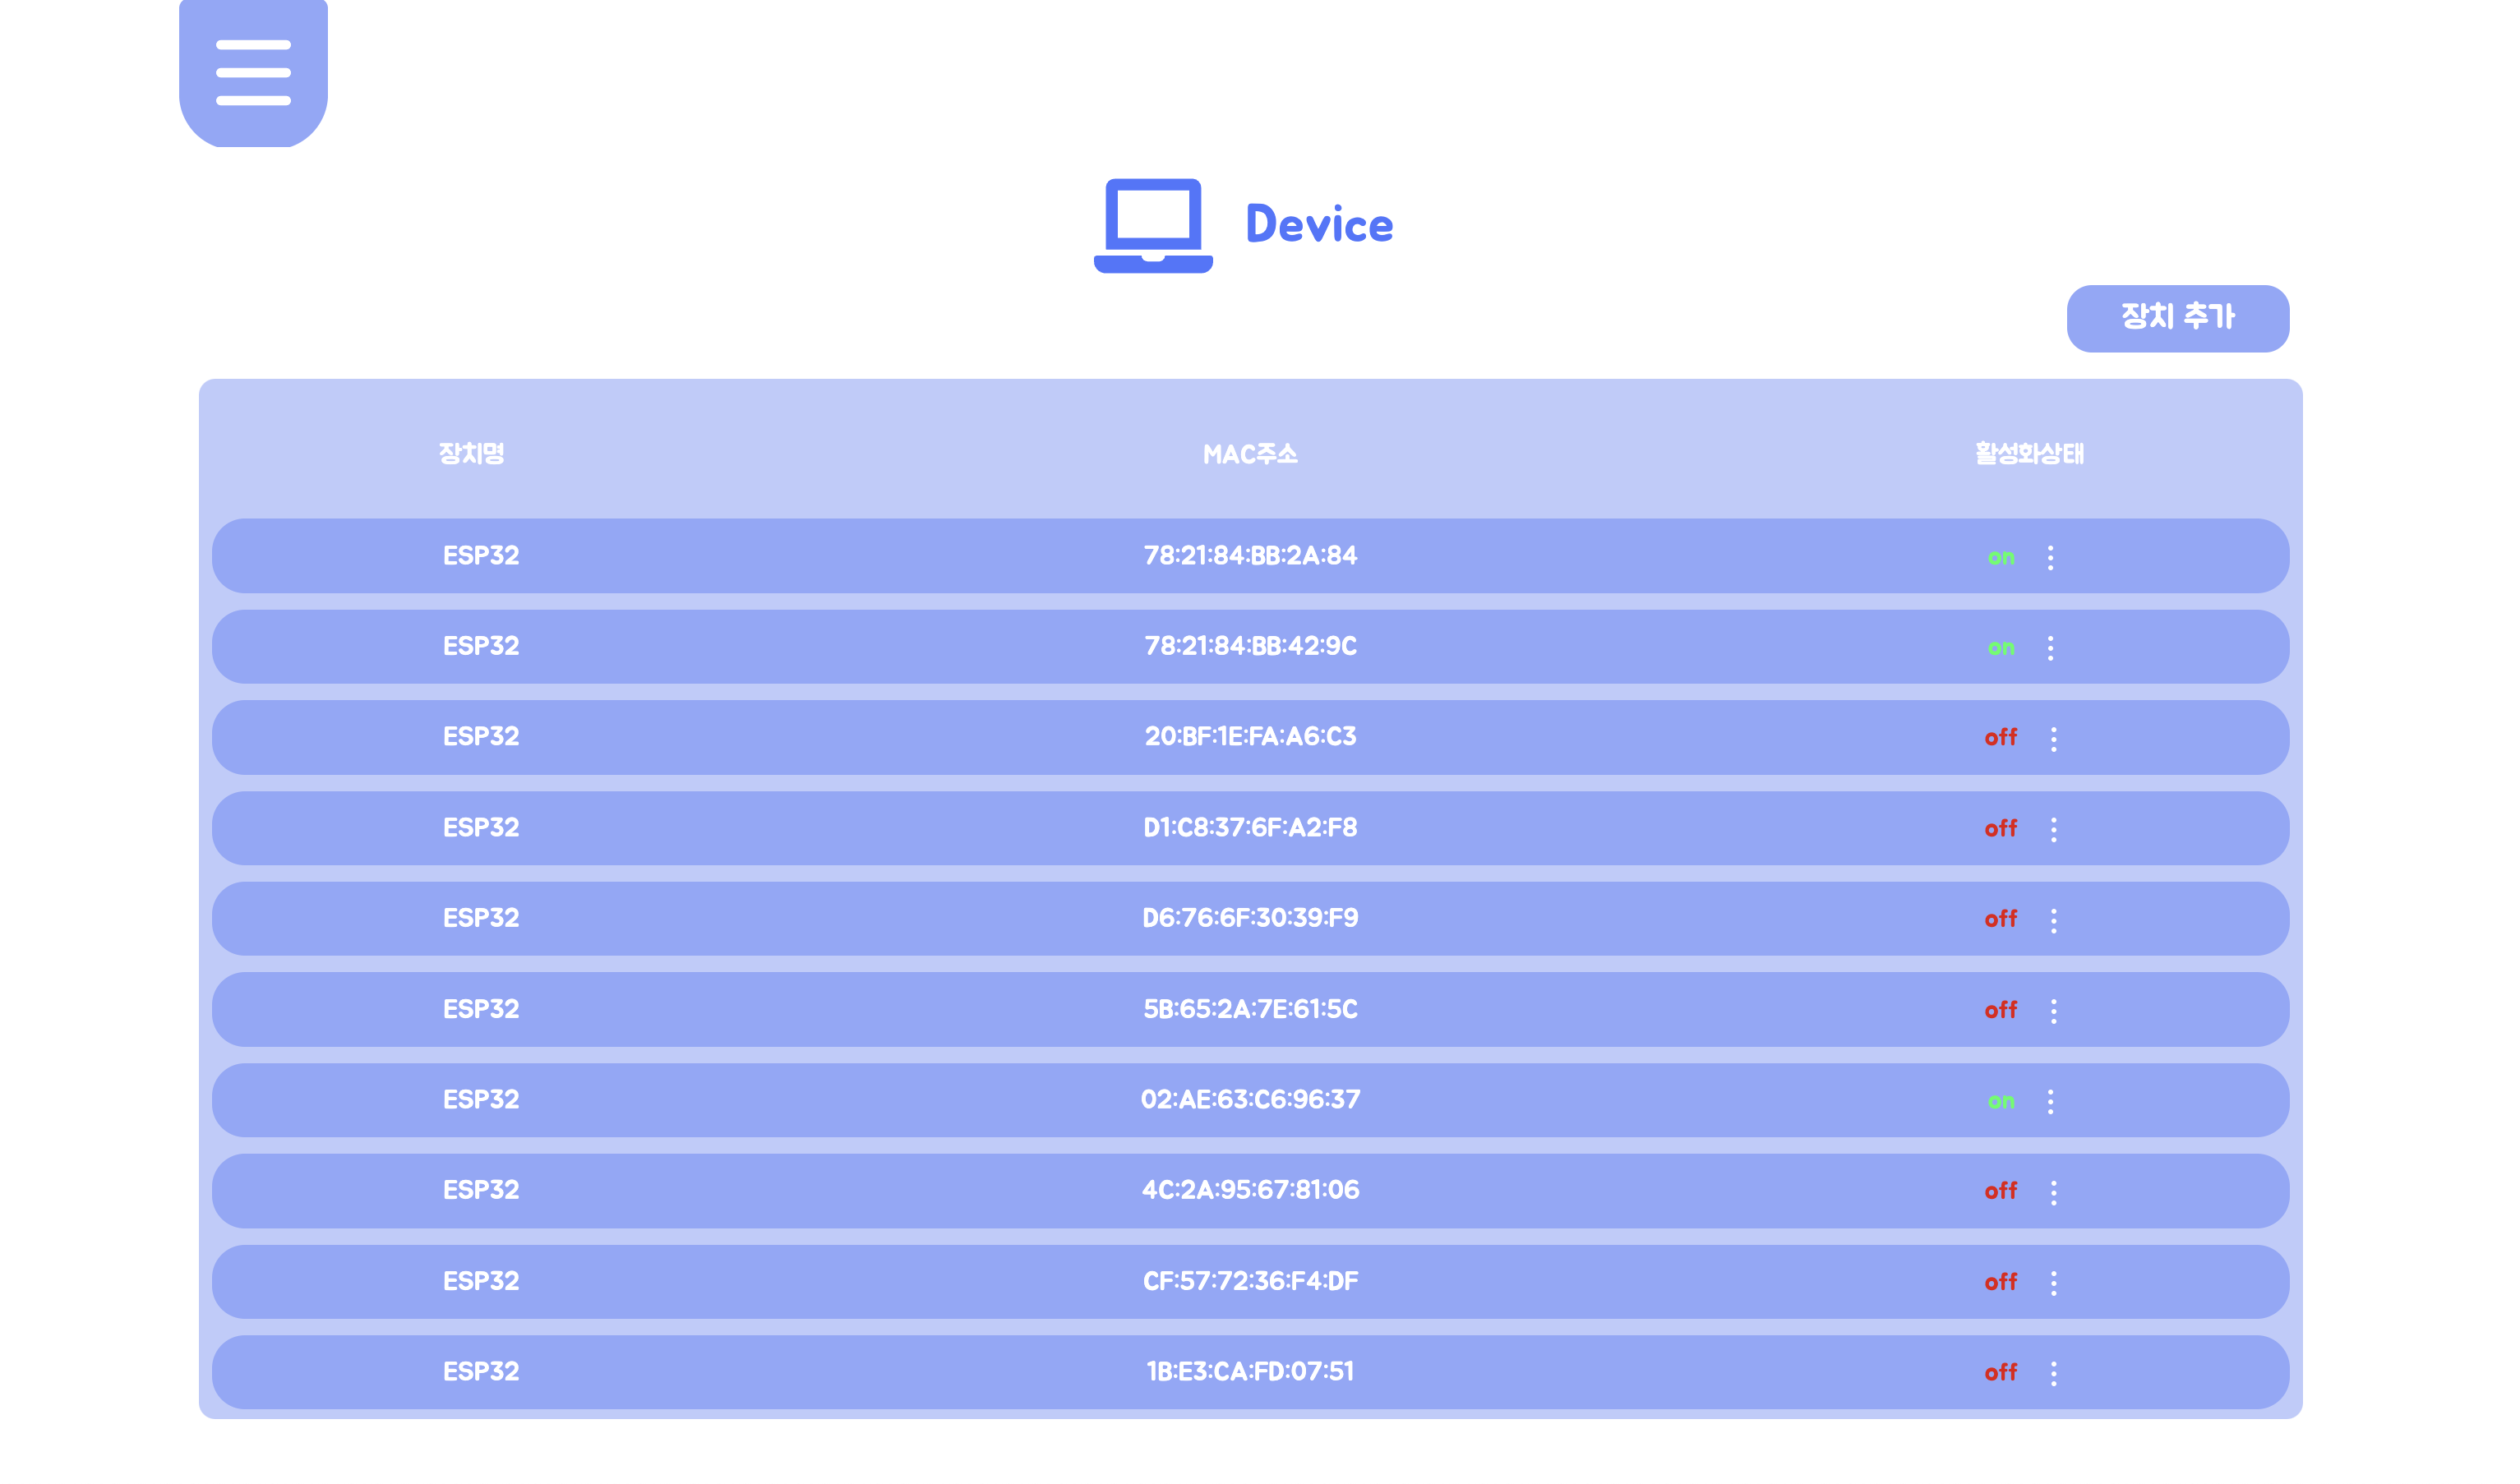 Device
장치 추가
장치명 MAC주소 활성화상태
ESP32 78:21:84:BB:2A:84 on
ESP32 78:21:84:BB:42:9C on
ESP32 20:BF:1E:FA:A6:C3 off
ESP32 D1:C8:37:6F:A2:F8 off
ESP32 D6:76:6F:30:39:F9 off
ESP32 5B:65:2A:7E:61:5C off
ESP32 02:AE:63:C6:96:37 on
ESP32 4C:2A:95:67:81:06 off
ESP32 CF:57:72:36:F4:DF off
ESP32 1B:E3:CA:FD:07:51 off